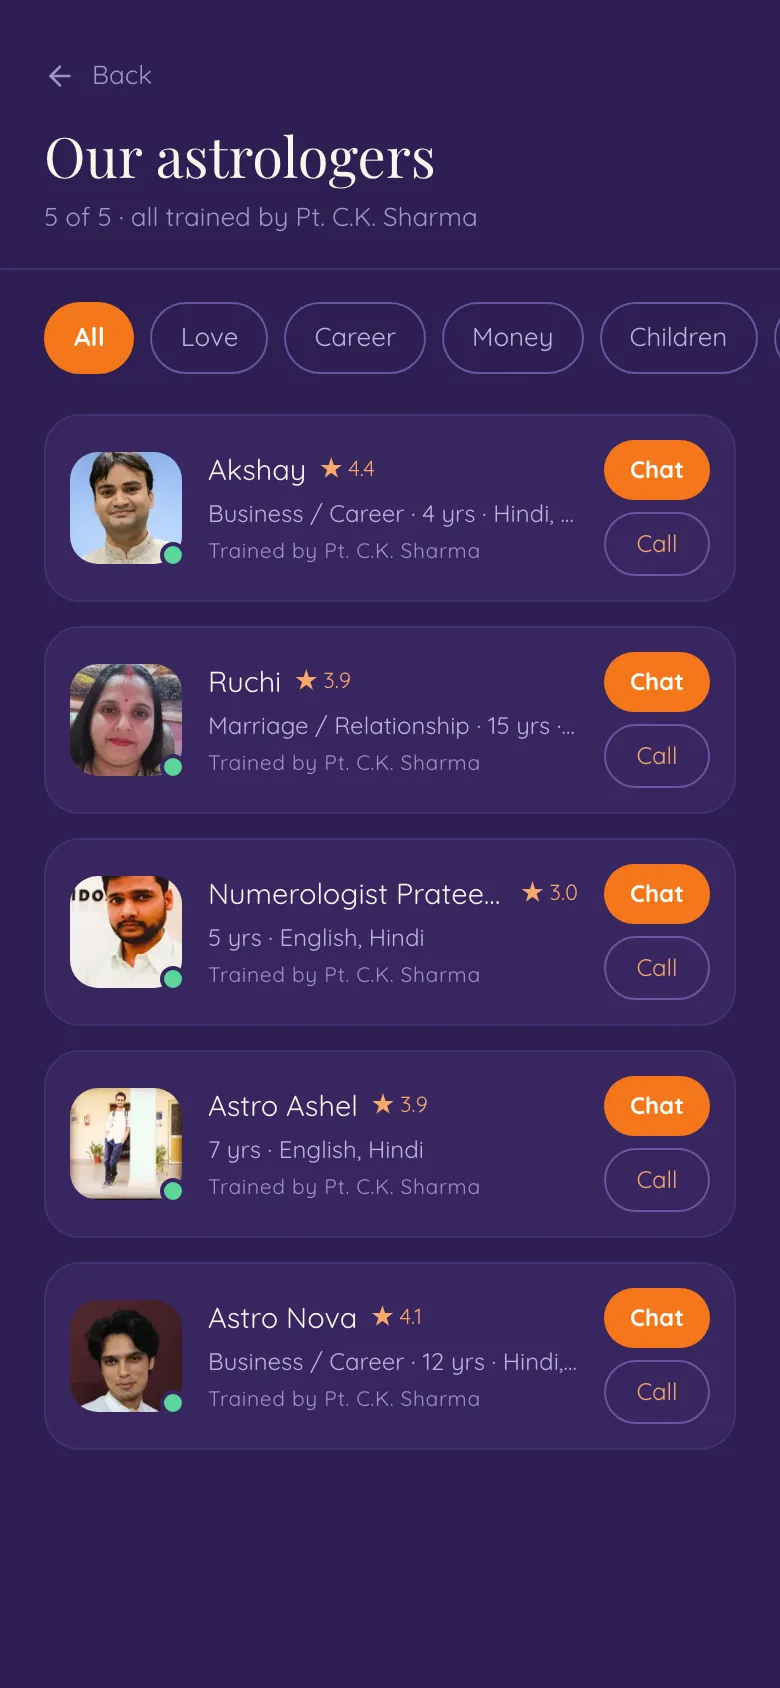 Back
Our astrologers
5 of 5 · all trained by Pt. C.K. Sharma
All
Love
Career
Money
Children
Akshay ★ 4.4
Business / Career · 4 yrs · Hindi, ...
Trained by Pt. C.K. Sharma
Chat
Call
Ruchi ★ 3.9
Marriage / Relationship · 15 yrs ·...
Trained by Pt. C.K. Sharma
Chat
Call
IDO
Numerologist Pratee... ★ 3.0
5 yrs · English, Hindi
Trained by Pt. C.K. Sharma
Chat
Call
Astro Ashel ★ 3.9
7 yrs · English, Hindi
Trained by Pt. C.K. Sharma
Chat
Call
Astro Nova ★ 4.1
Business / Career · 12 yrs · Hindi,...
Trained by Pt. C.K. Sharma
Chat
Call